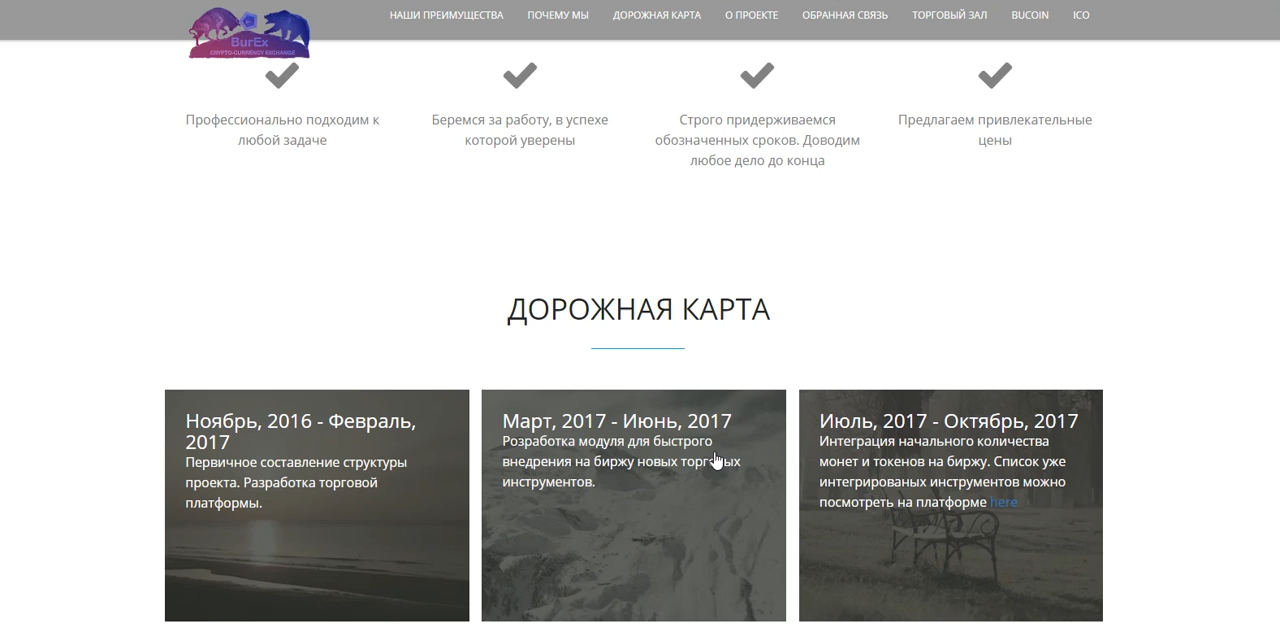 НАШИ ПРЕИМУЩЕСТВА ПОЧЕМУ МЫ ДОРОЖНАЯ КАРТА О ПРОЕКТЕ ОБРАННАЯ СВЯЗЬ ТОРГОВЫЙ ЗАЛ BUCOIN ICO
BurEx
CRYPTO-CURRENCY EXCHANGE
Профессионально подходим к
любой задаче
Беремся за работу, в успехе
которой уверены
Строго придерживаемся
обозначенных сроков. Доводим
любое дело до конца
Предлагаем привлекательные
цены
ДОРОЖНАЯ КАРТА
Ноябрь, 2016 - Февраль,
2017
Первичное составление структуры
проекта. Разработка торговой
платформы.
Март, 2017 - Июнь, 2017
Розработка модуля для быстрого
внедрения на биржу новых торговых
инструментов.
Июль, 2017 - Октябрь, 2017
Интеграция начального количества
монет и токенов на биржу. Список уже
интегрированых инструментов можно
посмотреть на платформе here